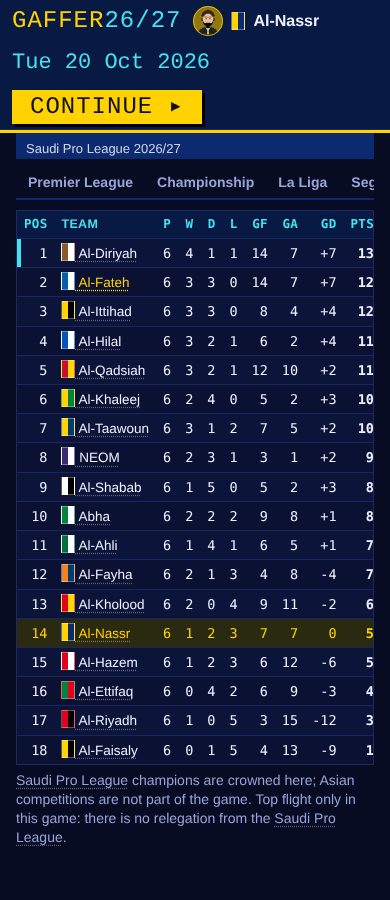 GAFFER26/27 Al-Nassr
Tue 20 Oct 2026
CONTINUE ►
Saudi Pro League 2026/27
Premier League Championship La Liga
POS TEAM P W D L GF GA GD PTS
1 Al-Diriyah 6 4 1 1 14 7 +7 13
2 Al-Fateh 6 3 3 0 14 7 +7 12
3 Al-Ittihad 6 3 3 0 8 4 +4 12
4 Al-Hilal 6 3 2 1 6 2 +4 11
5 Al-Qadsiah 6 3 2 1 12 10 +2 11
6 Al-Khaleej 6 2 4 0 5 2 +3 10
7 Al-Taawoun 6 3 1 2 7 5 +2 10
8 NEOM 6 2 3 1 3 1 +2 9
9 Al-Shabab 6 1 5 0 5 2 +3 8
10 Abha 6 2 2 2 9 8 +1 8
11 Al-Ahli 6 1 4 1 6 5 +1 7
12 Al-Fayha 6 2 1 3 4 8 -4 7
13 Al-Kholood 6 2 0 4 9 11 -2 6
14 Al-Nassr 6 1 2 3 7 7 0 5
15 Al-Hazem 6 1 2 3 6 12 -6 5
16 Al-Ettifaq 6 0 4 2 6 9 -3 4
17 Al-Riyadh 6 1 0 5 3 15 -12 3
18 Al-Faisaly 6 0 1 5 4 13 -9 1
Saudi Pro League champions are crowned here; Asian
competitions are not part of the game. Top flight only in
this game: there is no relegation from the Saudi Pro
League.